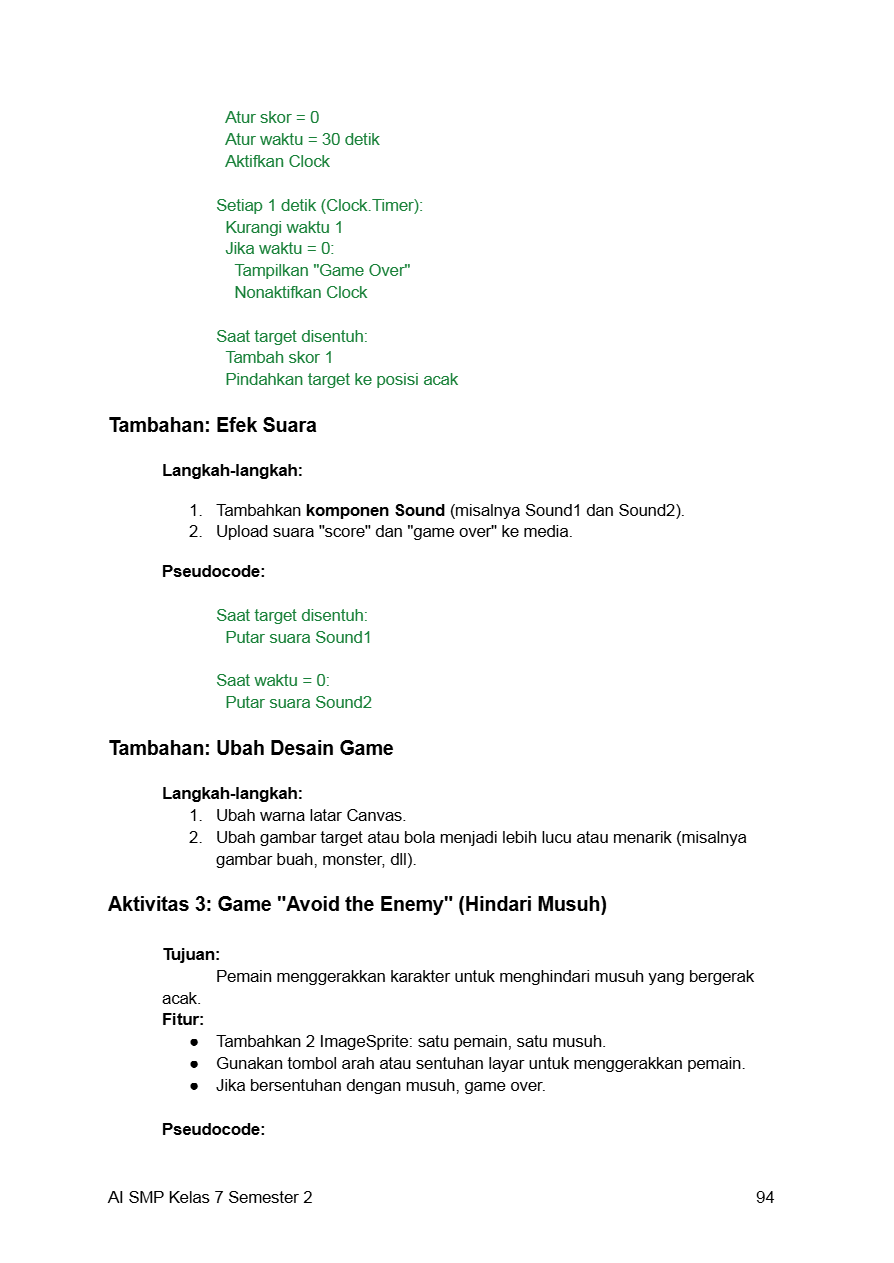 Atur skor = 0
Atur waktu = 30 detik
Aktifkan Clock
Setiap 1 detik (Clock.Timer):
Kurangi waktu 1
Jika waktu = 0:
Tampilkan "Game Over"
Nonaktifkan Clock
Saat target disentuh:
Tambah skor 1
Pindahkan target ke posisi acak
Tambahan: Efek Suara
Langkah-langkah:
1. Tambahkan komponen Sound (misalnya Sound1 dan Sound2).
2. Upload suara "score" dan "game over" ke media.
Pseudocode:
Saat target disentuh:
Putar suara Sound1
Saat waktu = 0:
Putar suara Sound2
Tambahan: Ubah Desain Game
Langkah-langkah:
1. Ubah warna latar Canvas.
2. Ubah gambar target atau bola menjadi lebih lucu atau menarik (misalnya
gambar buah, monster, dll).
Aktivitas 3: Game "Avoid the Enemy" (Hindari Musuh)
Tujuan:
Pemain menggerakkan karakter untuk menghindari musuh yang bergerak
acak.
Fitur:
● Tambahkan 2 ImageSprite: satu pemain, satu musuh.
● Gunakan tombol arah atau sentuhan layar untuk menggerakkan pemain.
● Jika bersentuhan dengan musuh, game over.
Pseudocode:
AI SMP Kelas 7 Semester 2 94